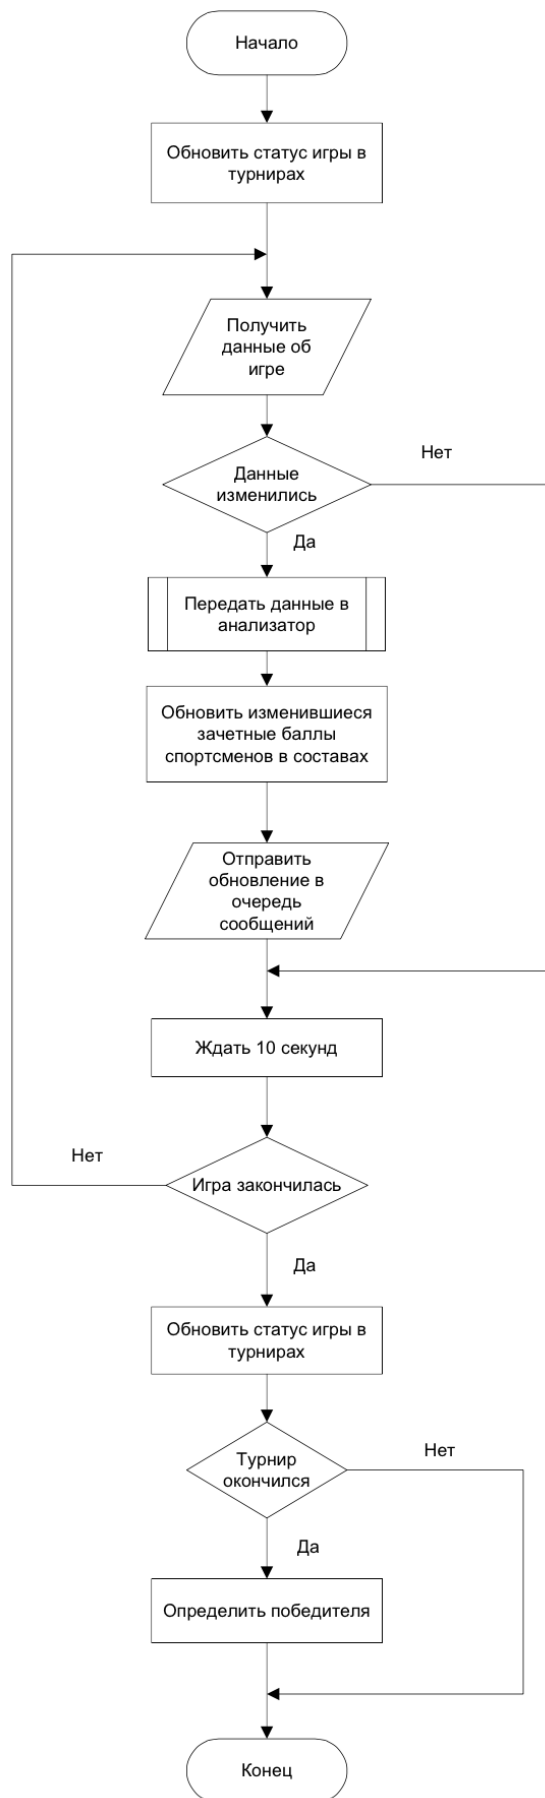 Начало
Обновить статус игры в
турнирах
Получить
данные об
игре
Данные
изменились
Нет
Да
Передать данные в
анализатор
Обновить изменившиеся
зачетные баллы
спортсменов в составах
Отправить
обновление в
очередь
сообщений
Ждать 10 секунд
Нет
Игра закончилась
Да
Обновить статус игры в
турнирах
Турнир
окончился
Нет
Да
Определить победителя
Конец